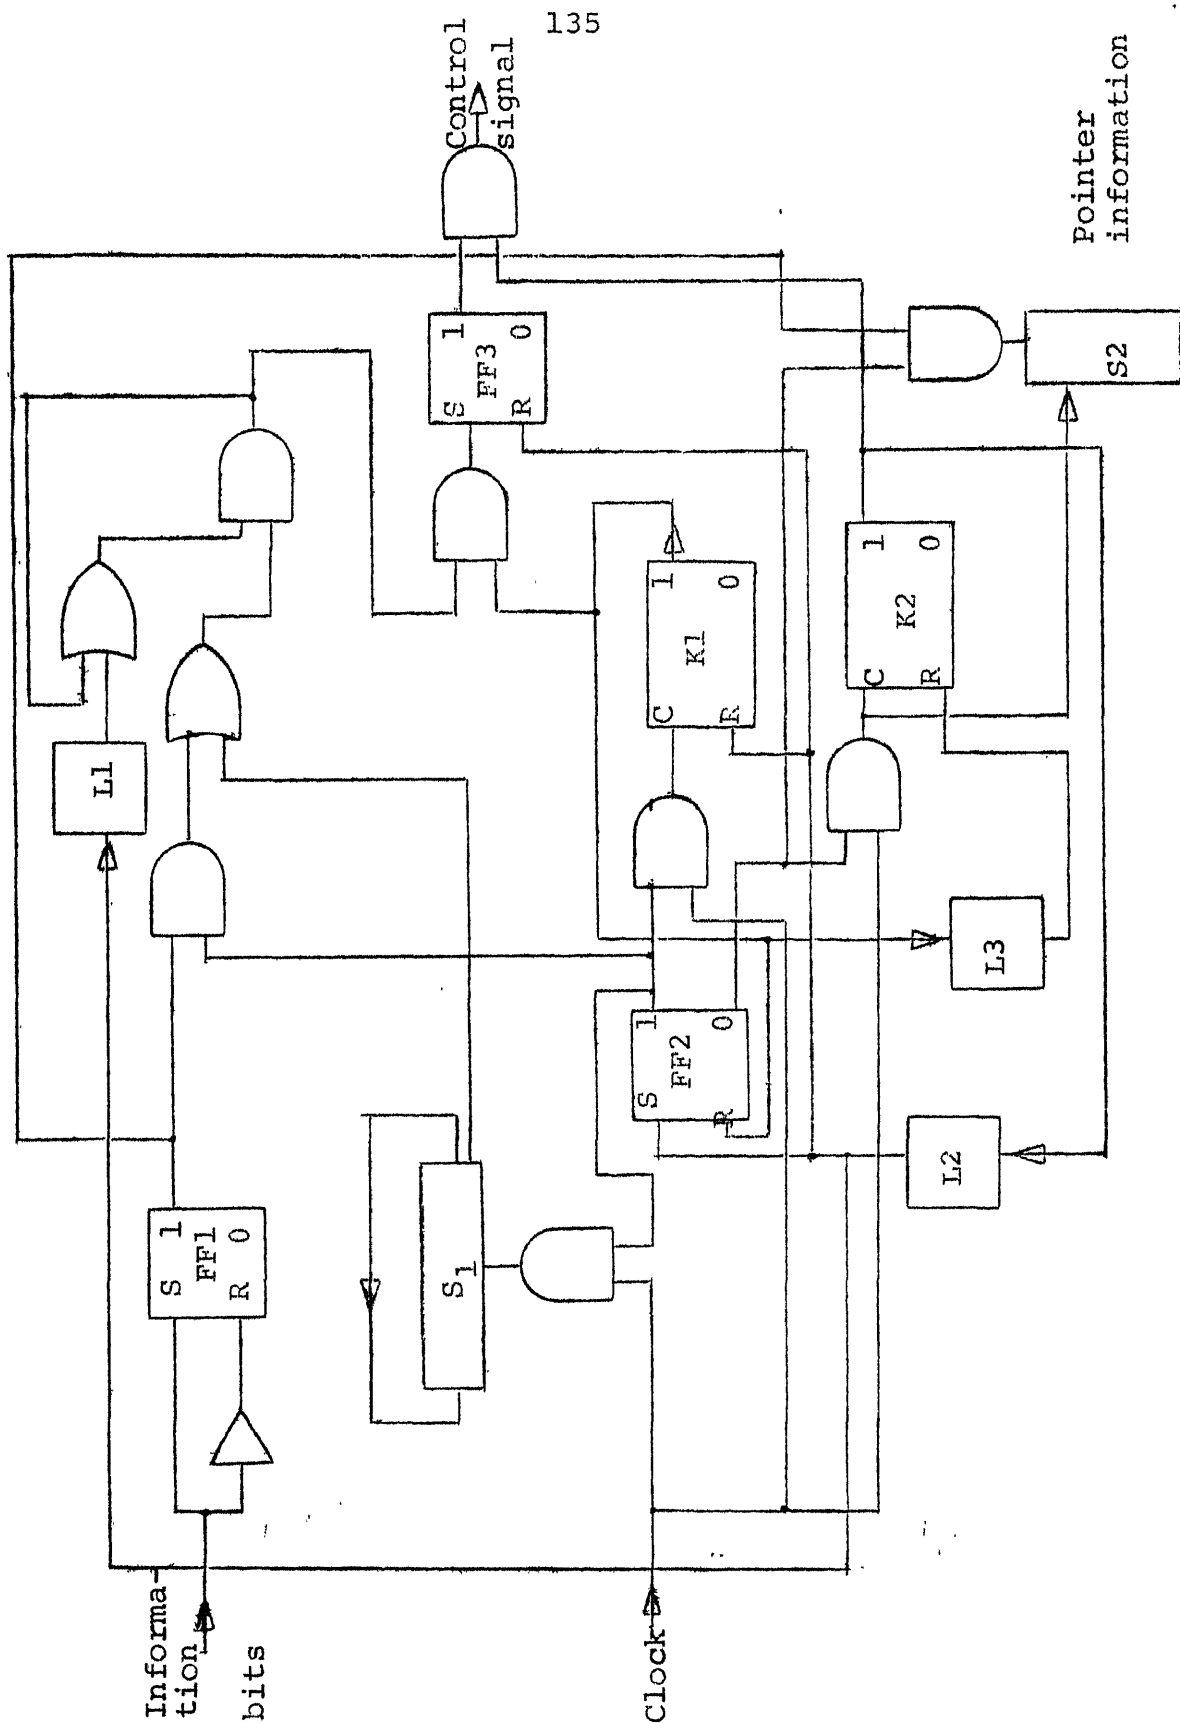 135
Informa-
tion
bits
Clock
S 1
FF1
R 0
S1
L1
S 1
FF2
R 0
L2
L3
C 1
K1
R 0
C 1
K2
R 0
S 1
FF3
R 0
Control
signal
S2
Pointer
information